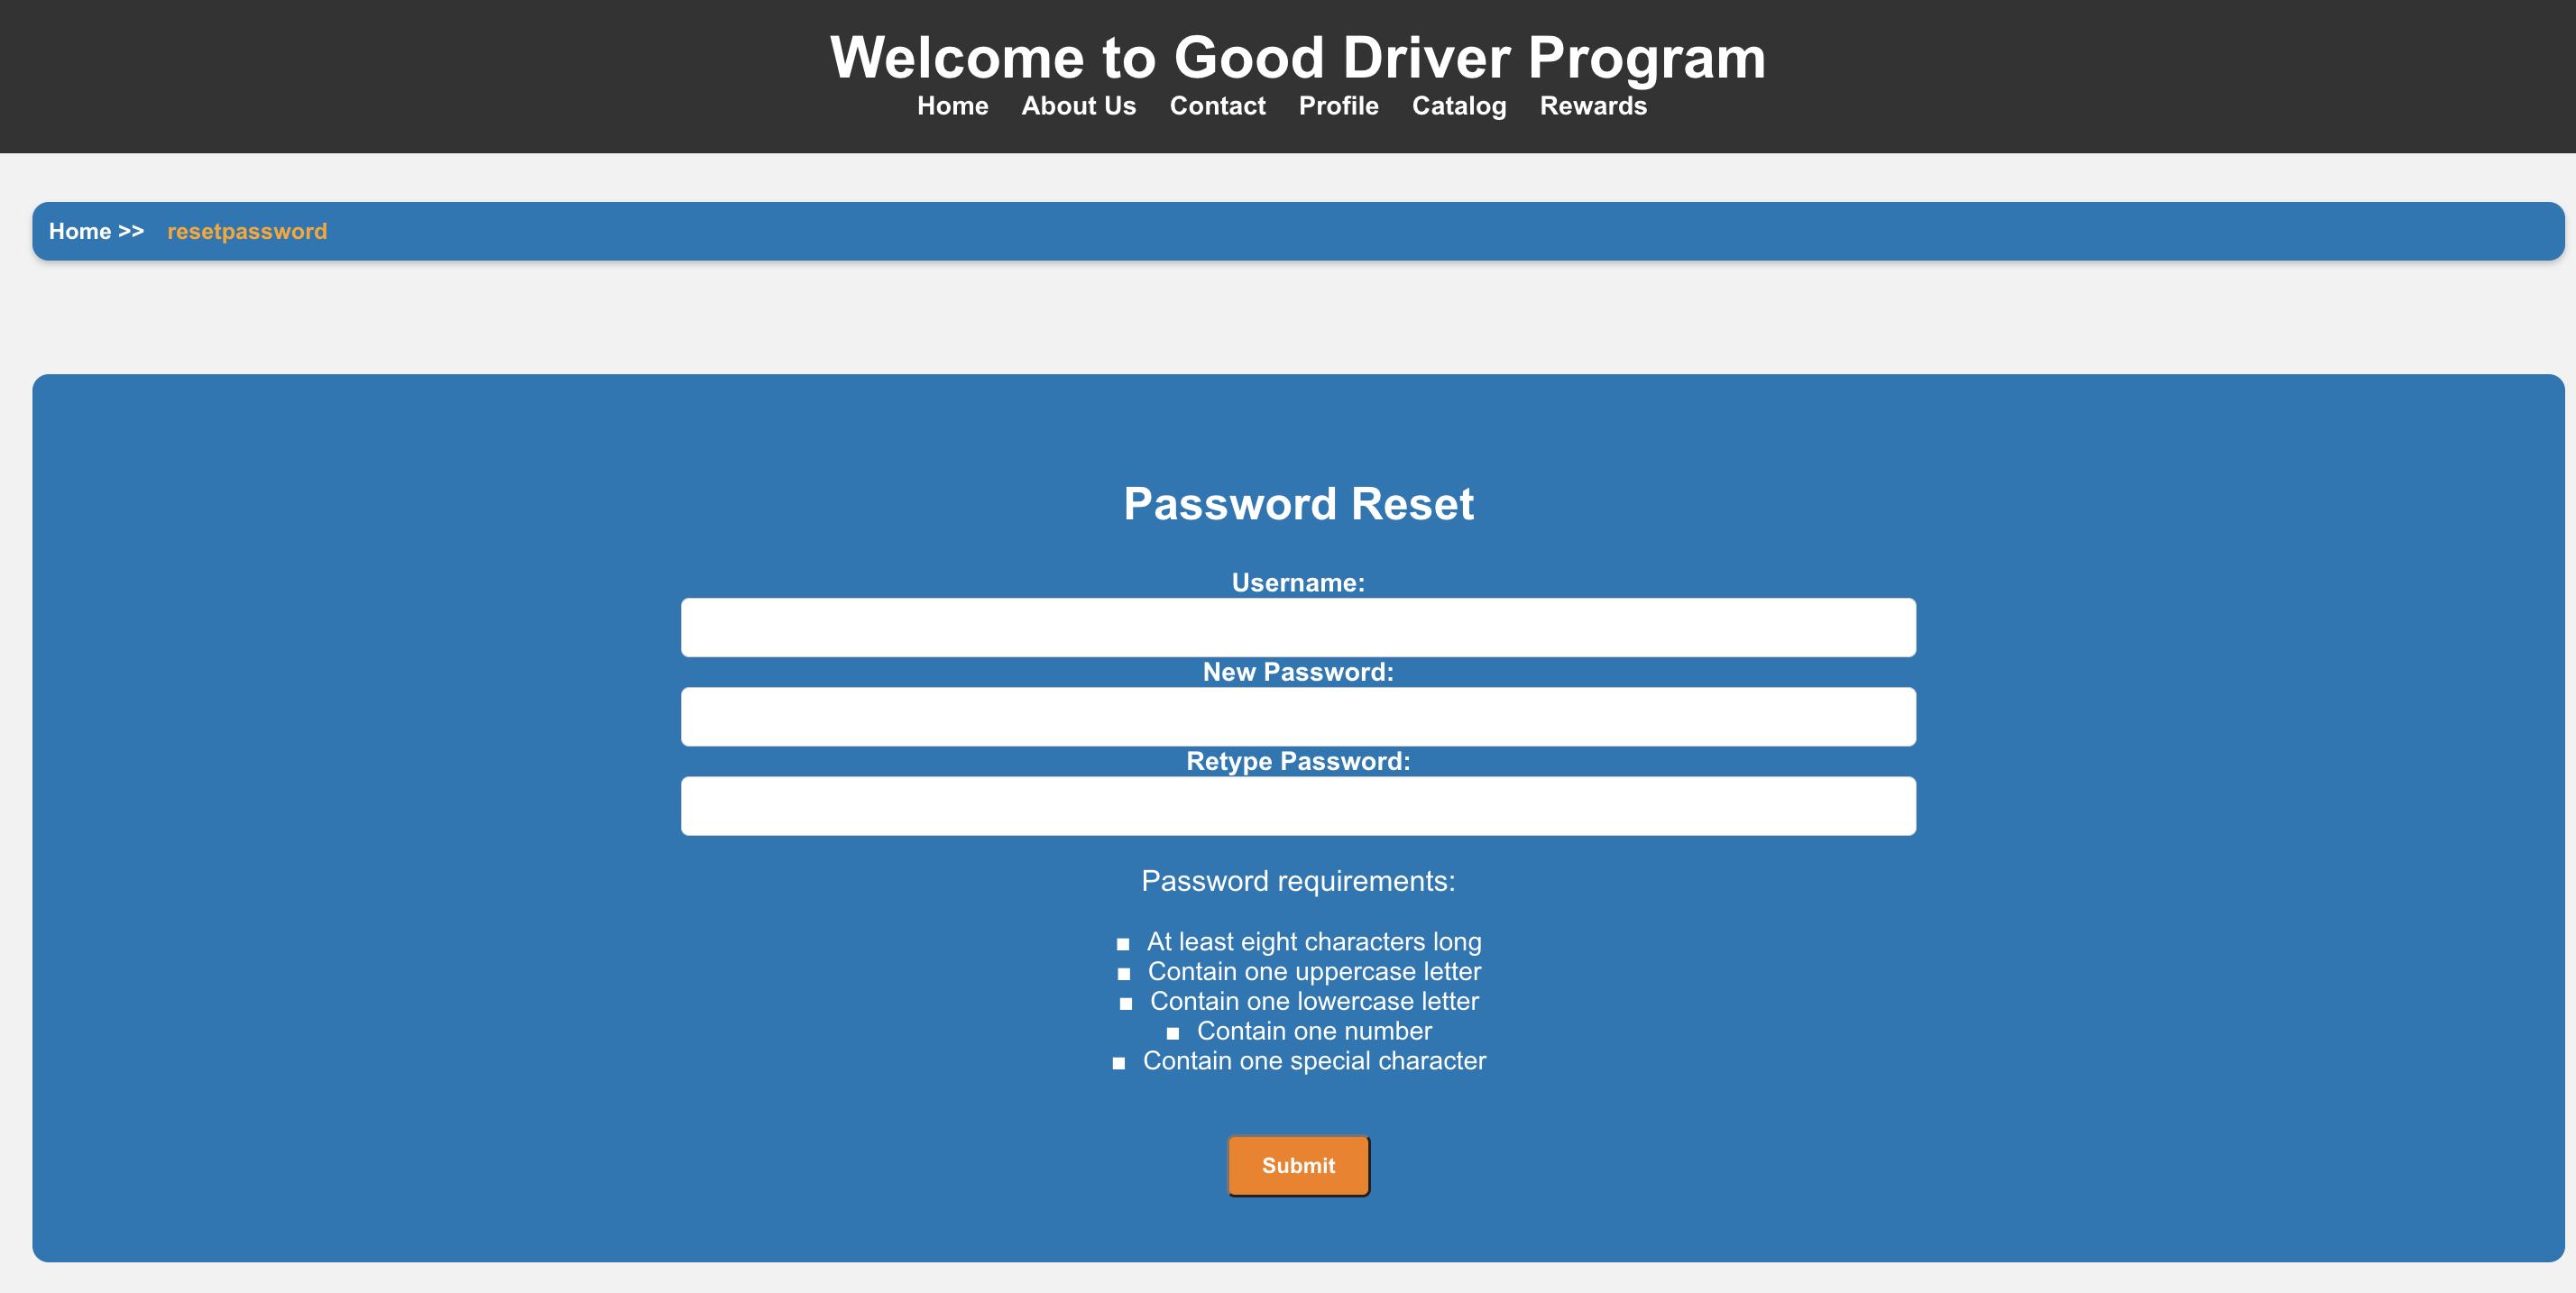 Welcome to Good Driver Program
Home About Us Contact Profile Catalog Rewards
Home >> resetpassword
Password Reset
Username:
New Password:
Retype Password:
Password requirements:
▪ At least eight characters long
▪ Contain one uppercase letter
▪ Contain one lowercase letter
▪ Contain one number
▪ Contain one special character
Submit